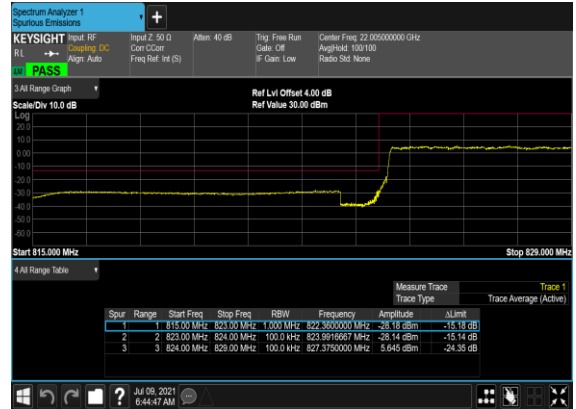 Spectrum Analyzer 1
Spurious Emissions
KEYSIGHT Input: RF Input Z: 50 Ω Atten: 40 dB Trig: Free Run Center Freq: 22.005000000 GHz
RL Coupling: DC Corr CCorr Gate: Off Avg|Hold: 100/100
Align: Auto Freq Ref: Int (S) IF Gain: Low Radio Std: None
LXI PASS
3 All Range Graph
Ref Lvl Offset 4.00 dB
Scale/Div 10.0 dB Ref Value 30.00 dBm
Log
20.0
10.0
0.00
-10.0
-20.0
-30.0
-40.0
-50.0
-60.0
Start 815.000 MHz Stop 829.000 MHz
4 All Range Table
Measure Trace Trace 1
Trace Type Trace Average (Active)
Spur Range Start Freq Stop Freq RBW Frequency Amplitude ΔLimit
1 1 815.00 MHz 823.00 MHz 1.000 MHz 822.3600000 MHz -28.18 dBm -15.18 dB
2 2 823.00 MHz 824.00 MHz 100.0 kHz 823.9916667 MHz -28.14 dBm -15.14 dB
3 3 824.00 MHz 829.00 MHz 100.0 kHz 827.3750000 MHz 5.645 dBm -24.35 dB
Jul 09, 2021
6:44:47 AM